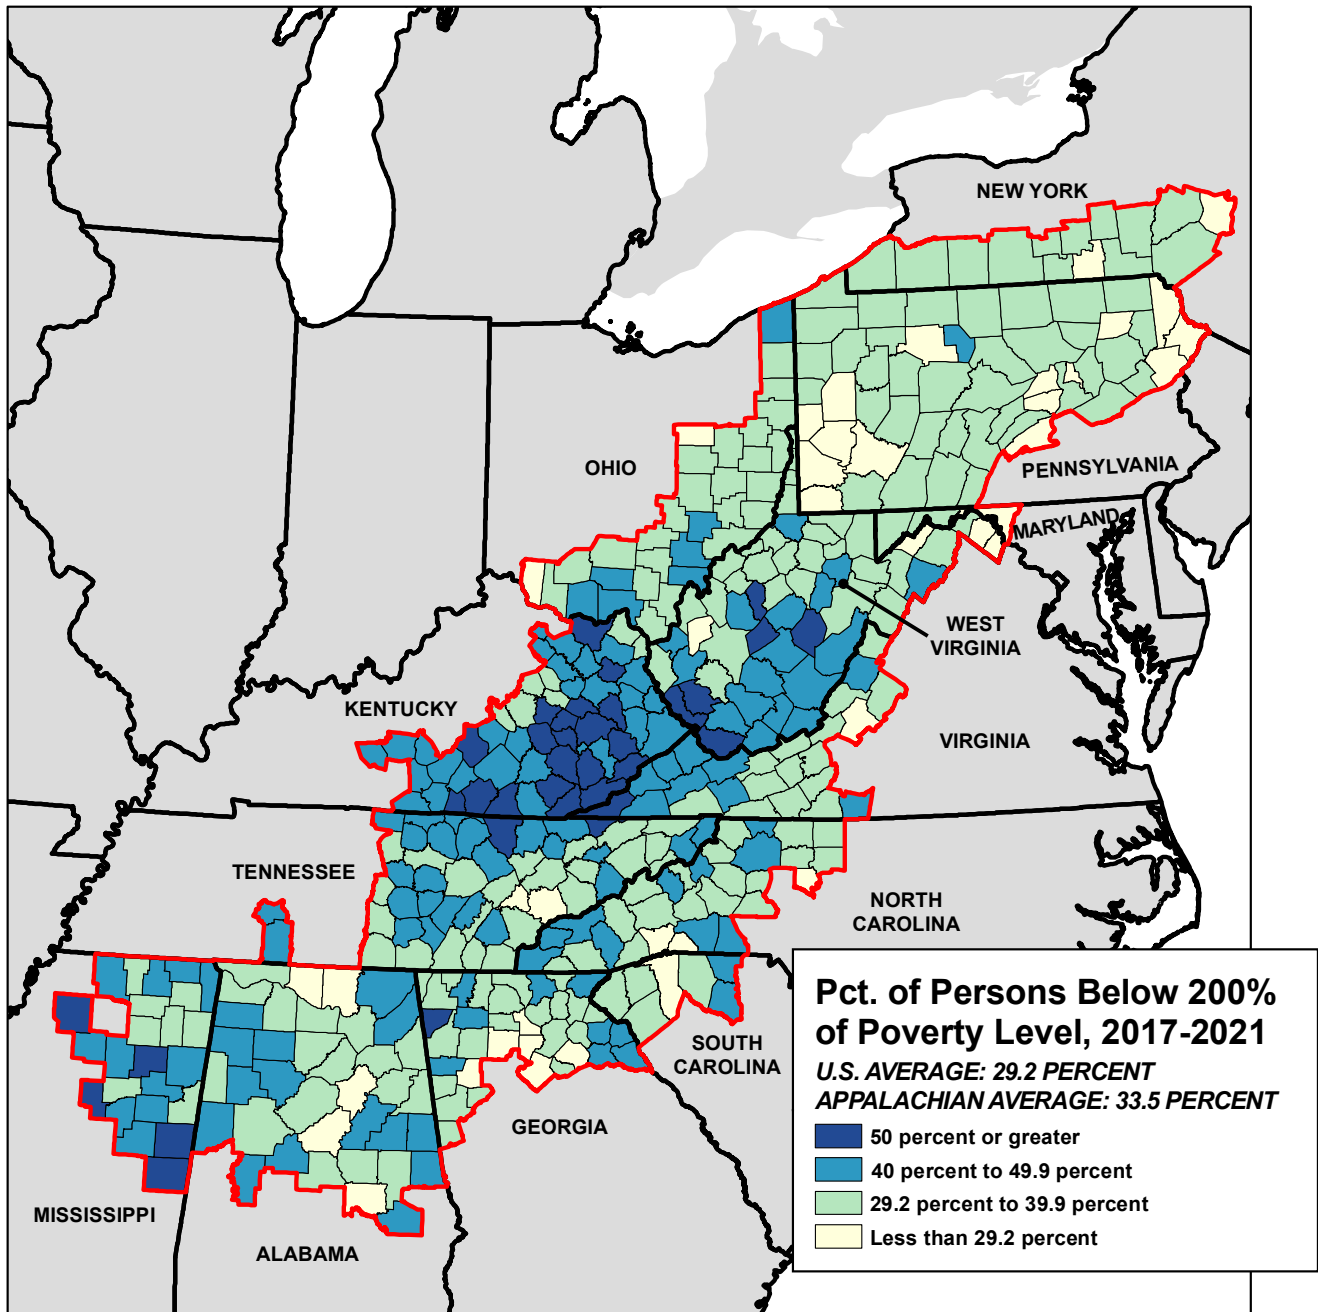 NEW YORK
OHIO
PENNSYLVANIA
MARYLAND
WEST
VIRGINIA
KENTUCKY
VIRGINIA
TENNESSEE
NORTH
CAROLINA
SOUTH
CAROLINA
GEORGIA
MISSISSIPPI
ALABAMA
Pct. of Persons Below 200%
of Poverty Level, 2017-2021
U.S. AVERAGE: 29.2 PERCENT
APPALACHIAN AVERAGE: 33.5 PERCENT
50 percent or greater
40 percent to 49.9 percent
29.2 percent to 39.9 percent
Less than 29.2 percent